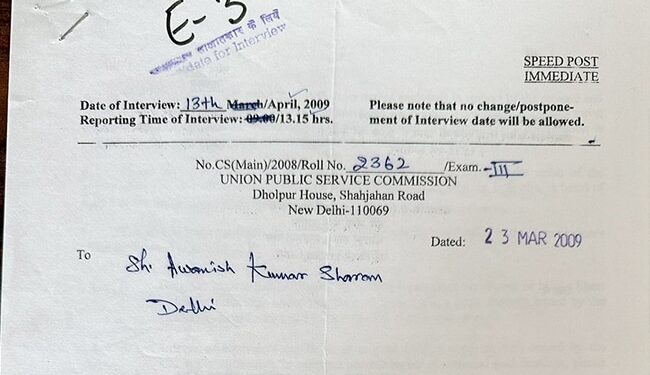 E-3
साक्षात्कार के लिये
date for Interview
SPEED POST
IMMEDIATE
Date of Interview: 13th March/April, 2009
Reporting Time of Interview: 09.00/13.15 hrs.
Please note that no change/postpone-
ment of Interview date will be allowed.
No.CS(Main)/2008/Roll No. 2362 /Exam.-III
UNION PUBLIC SERVICE COMMISSION
Dholpur House, Shahjahan Road
New Delhi-110069
Dated: 23 MAR 2009
To
Sh. Awanish Kumar Sharan
Delhi